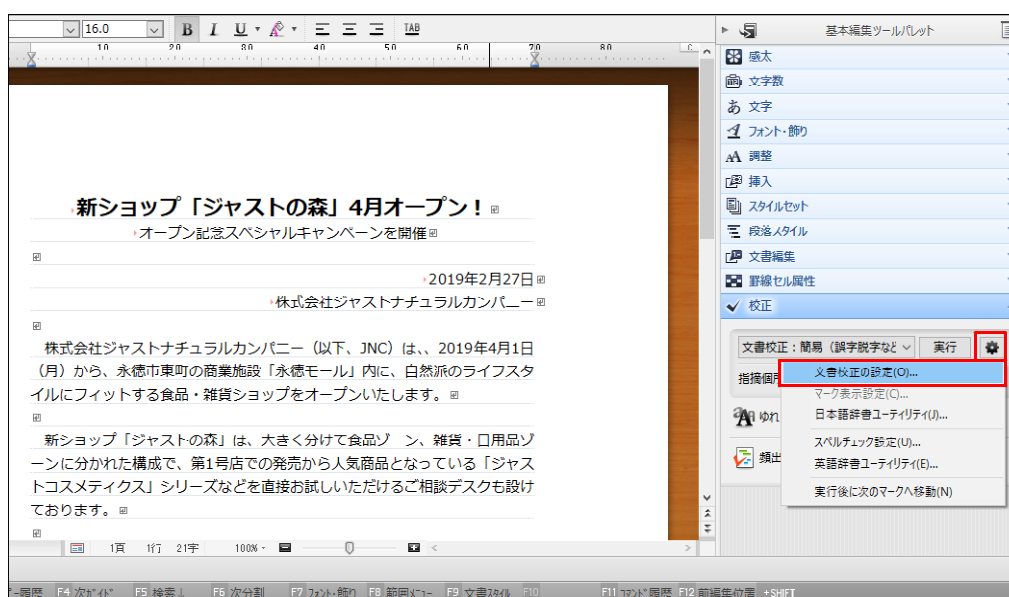 16.0 B I U TAB
10 20 30 40 50 60 70 80
新ショップ「ジャストの森」4月オープン！
オープン記念スペシャルキャンペーンを開催
2019年2月27日
株式会社ジャストナチュラルカンパニー
株式会社ジャストナチュラルカンパニー（以下、JNC）は、、2019年4月1日
（月）から、永徳市東町の商業施設「永徳モール」内に、自然派のライフスタ
イルにフィットする食品・雑貨ショップをオープンいたします。
新ショップ「ジャストの森」は、大きく分けて食品ゾ　ン、雑貨・日用品ゾ
ーンに分かれた構成で、第1号店での発売から人気商品となっている「ジャス
トコスメティクス」シリーズなどを直接お試しいただけるご相談デスクも設け
ております。
1頁 1行 21字 100%
基本編集ツールパレット
感太
文字数
あ 文字
フォント・飾り
AA 調整
挿入
スタイルセット
段落スタイル
文書編集
罫線セル属性
校正
文書校正：簡易（誤字脱字など 実行
指摘個所
文書校正の設定(O)...
マーク表示設定(C)...
ゆれ
日本語辞書ユーティリティ(J)...
スペルチェック設定(U)...
頻出
英語辞書ユーティリティ(E)...
実行後に次のマークへ移動(N)
ｰ履歴 F4 次ｶﾞｲﾄﾞ F5 検索↓ F6 次分割 F7 ﾌｫﾝﾄ･飾り F8 範囲ﾒﾆｭｰ F9 文書ｽﾀｲﾙ F10 F11 ｺﾏﾝﾄﾞ履歴 F12 前編集位置 +SHIFT